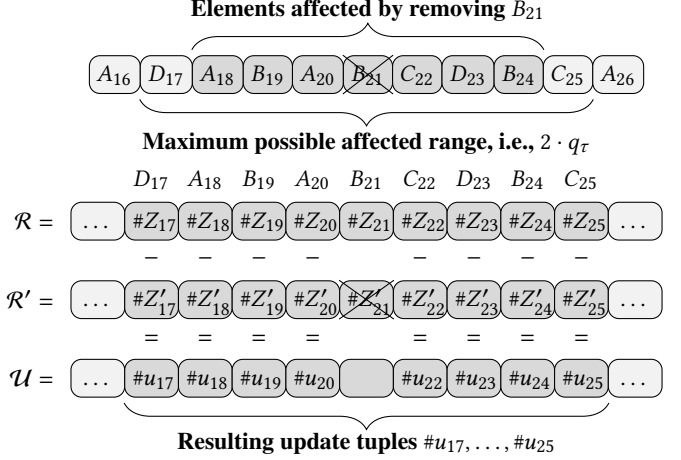 Elements affected by removing B₂₁
A₁₆ D₁₇ A₁₈ B₁₉ A₂₀ B₂₁ C₂₂ D₂₃ B₂₄ C₂₅ A₂₆
Maximum possible affected range, i.e., 2 · q_τ
D₁₇ A₁₈ B₁₉ A₂₀ B₂₁ C₂₂ D₂₃ B₂₄ C₂₅
ℛ = ... #Z₁₇ #Z₁₈ #Z₁₉ #Z₂₀ #Z₂₁ #Z₂₂ #Z₂₃ #Z₂₄ #Z₂₅ ...
− − − − − − − −
ℛ′ = ... #Z′₁₇ #Z′₁₈ #Z′₁₉ #Z′₂₀ #Z′₂₁ #Z′₂₂ #Z′₂₃ #Z′₂₄ #Z′₂₅ ...
= = = = = = = =
𝒰 = ... #u₁₇ #u₁₈ #u₁₉ #u₂₀ #u₂₂ #u₂₃ #u₂₄ #u₂₅ ...
Resulting update tuples #u₁₇, . . . , #u₂₅